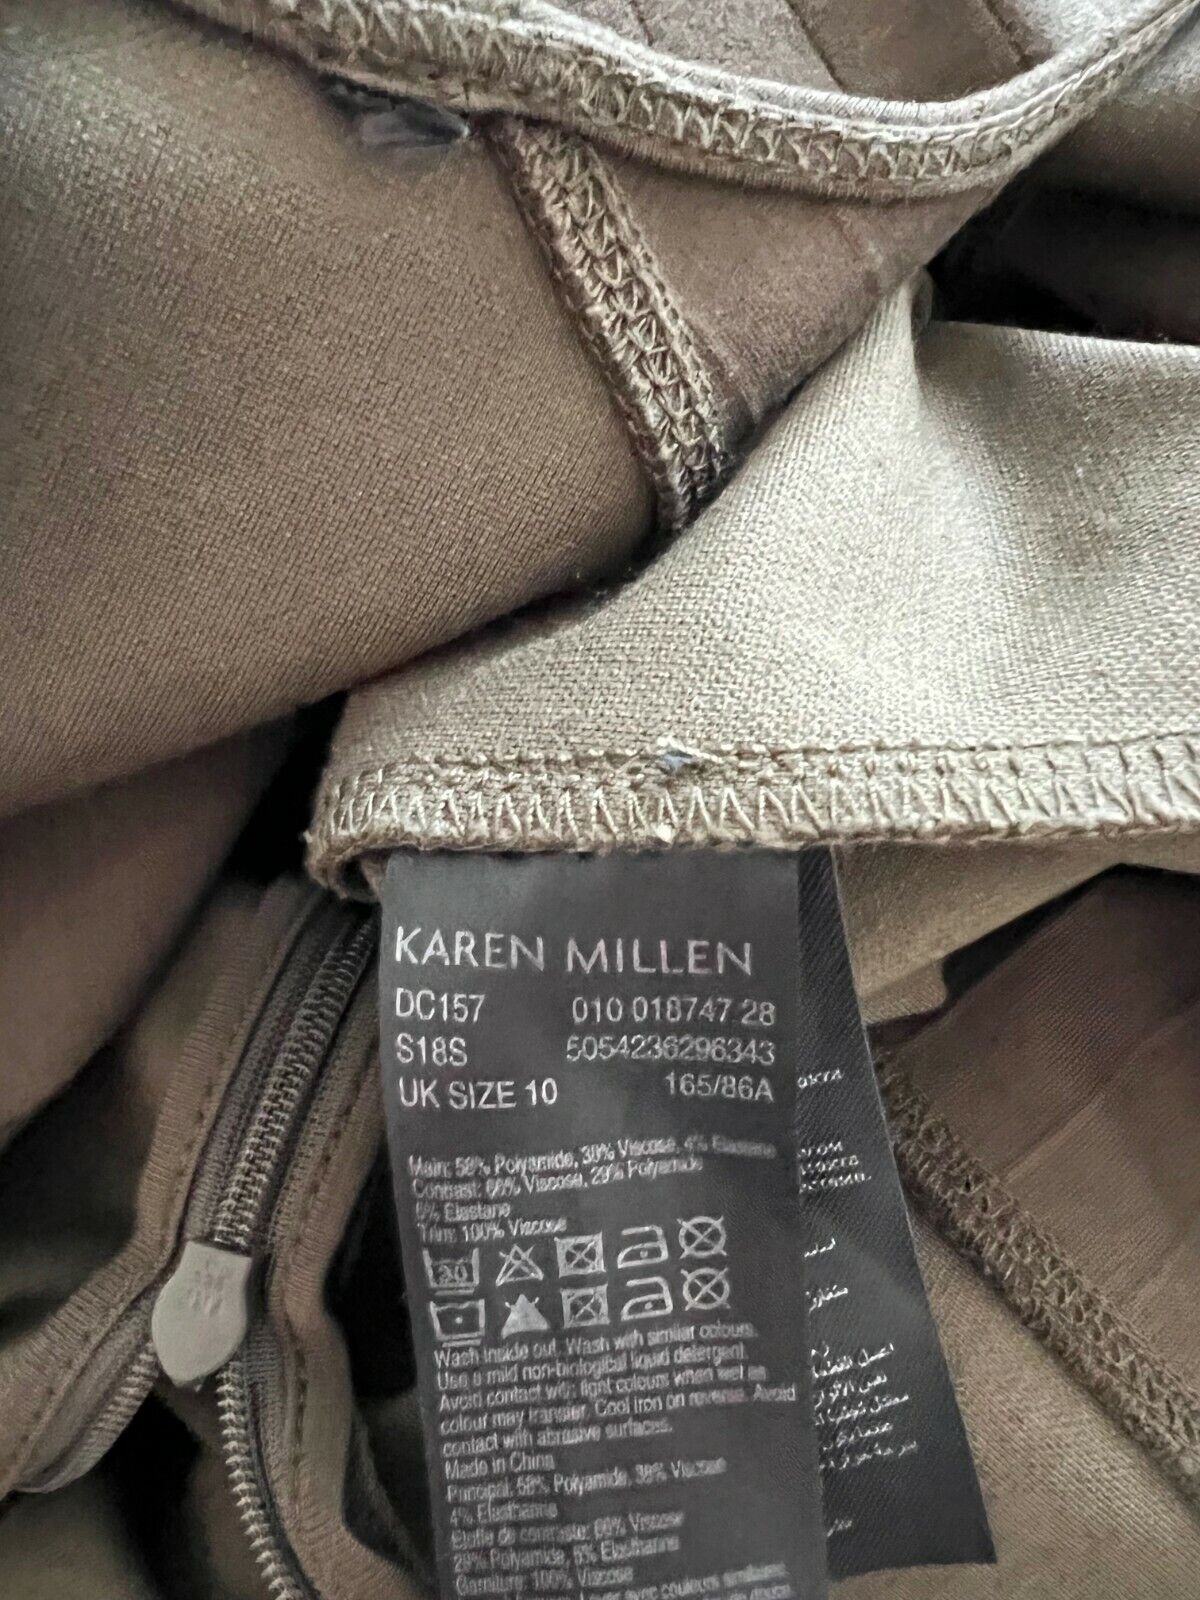 KAREN MILLEN
DC157 010 018747 28
S18S 5054236296343
UK SIZE 10 165/86A
Main: 58% Polyamide, 38% Viscose, 4% Elastane
Contrast: 66% Viscose, 29% Polyamide
5% Elastane
Trim: 100% Viscose
30
Wash inside out. Wash with similar colours.
Use a mild non-biological liquid detergent.
Avoid contact with light colours when wet as
colour may transfer. Cool iron on reverse. Avoid
contact with abrasive surfaces.
Made in China
Principal: 58% Polyamide, 38% Viscose
4% Elasthanne
Etoffe de contraste: 66% Viscose
29% Polyamide, 5% Elasthanne
Garniture: 100% Viscose
Laver avec couleurs similaires